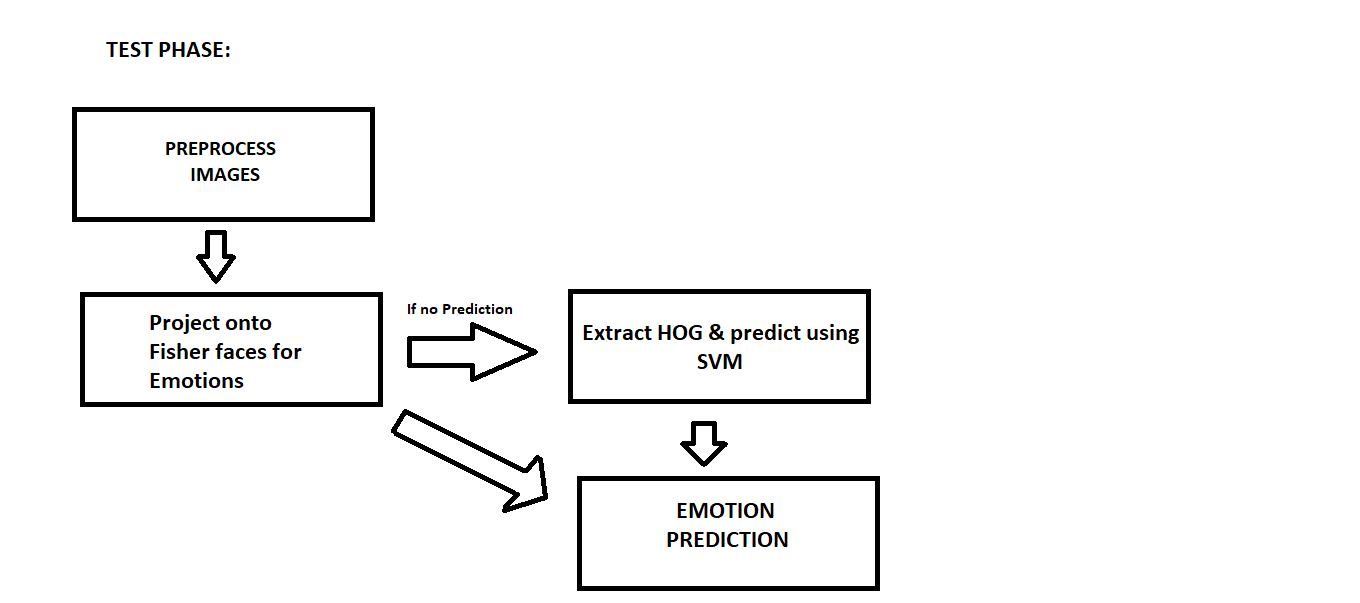 TEST PHASE:
PREPROCESS
IMAGES
Project onto
Fisher faces for
Emotions
If no Prediction
Extract HOG & predict using
SVM
EMOTION
PREDICTION